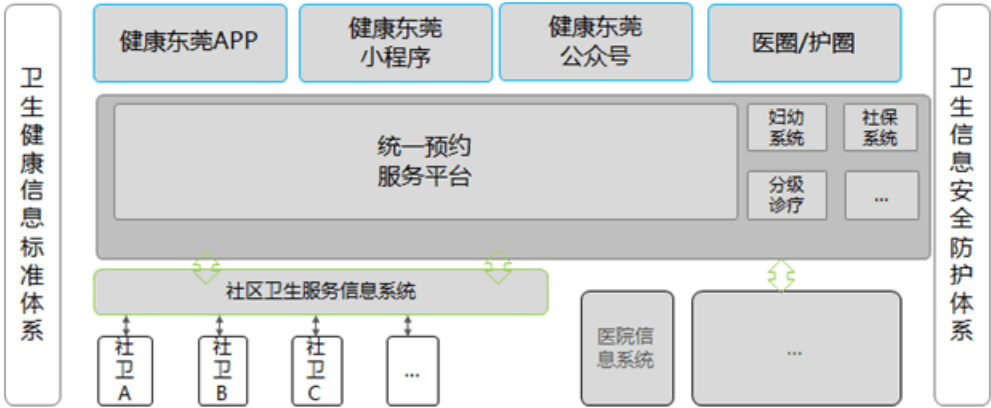 卫生健康信息标准体系
健康东莞APP
健康东莞
小程序
健康东莞
公众号
医圈/护圈
统一预约
服务平台
妇幼
系统
社保
系统
分级
诊疗
...
社区卫生服务信息系统
社卫A
社卫B
社卫C
...
医院信
息系统
...
卫生信息安全防护体系